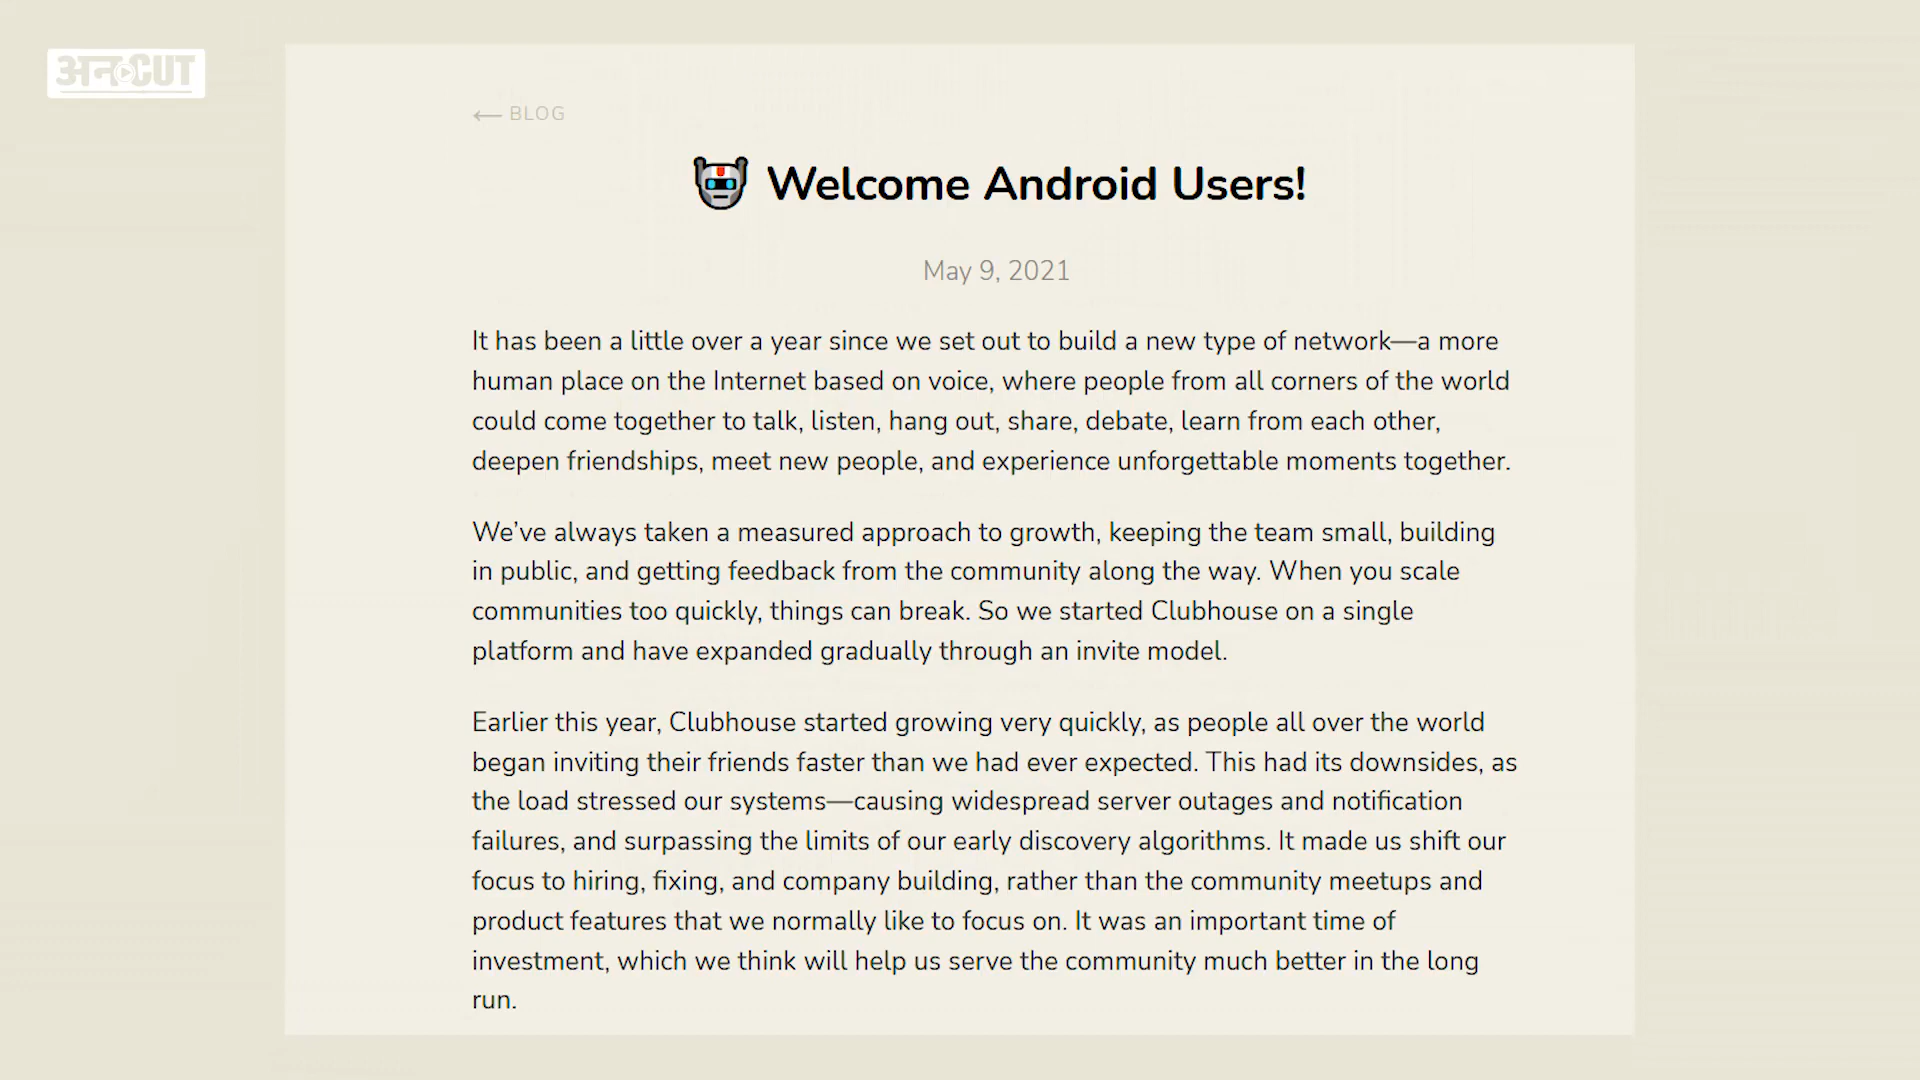 अनCUT
← BLOG
Welcome Android Users!
May 9, 2021
It has been a little over a year since we set out to build a new type of network—a more
human place on the Internet based on voice, where people from all corners of the world
could come together to talk, listen, hang out, share, debate, learn from each other,
deepen friendships, meet new people, and experience unforgettable moments together.
We’ve always taken a measured approach to growth, keeping the team small, building
in public, and getting feedback from the community along the way. When you scale
communities too quickly, things can break. So we started Clubhouse on a single
platform and have expanded gradually through an invite model.
Earlier this year, Clubhouse started growing very quickly, as people all over the world
began inviting their friends faster than we had ever expected. This had its downsides, as
the load stressed our systems—causing widespread server outages and notification
failures, and surpassing the limits of our early discovery algorithms. It made us shift our
focus to hiring, fixing, and company building, rather than the community meetups and
product features that we normally like to focus on. It was an important time of
investment, which we think will help us serve the community much better in the long
run.